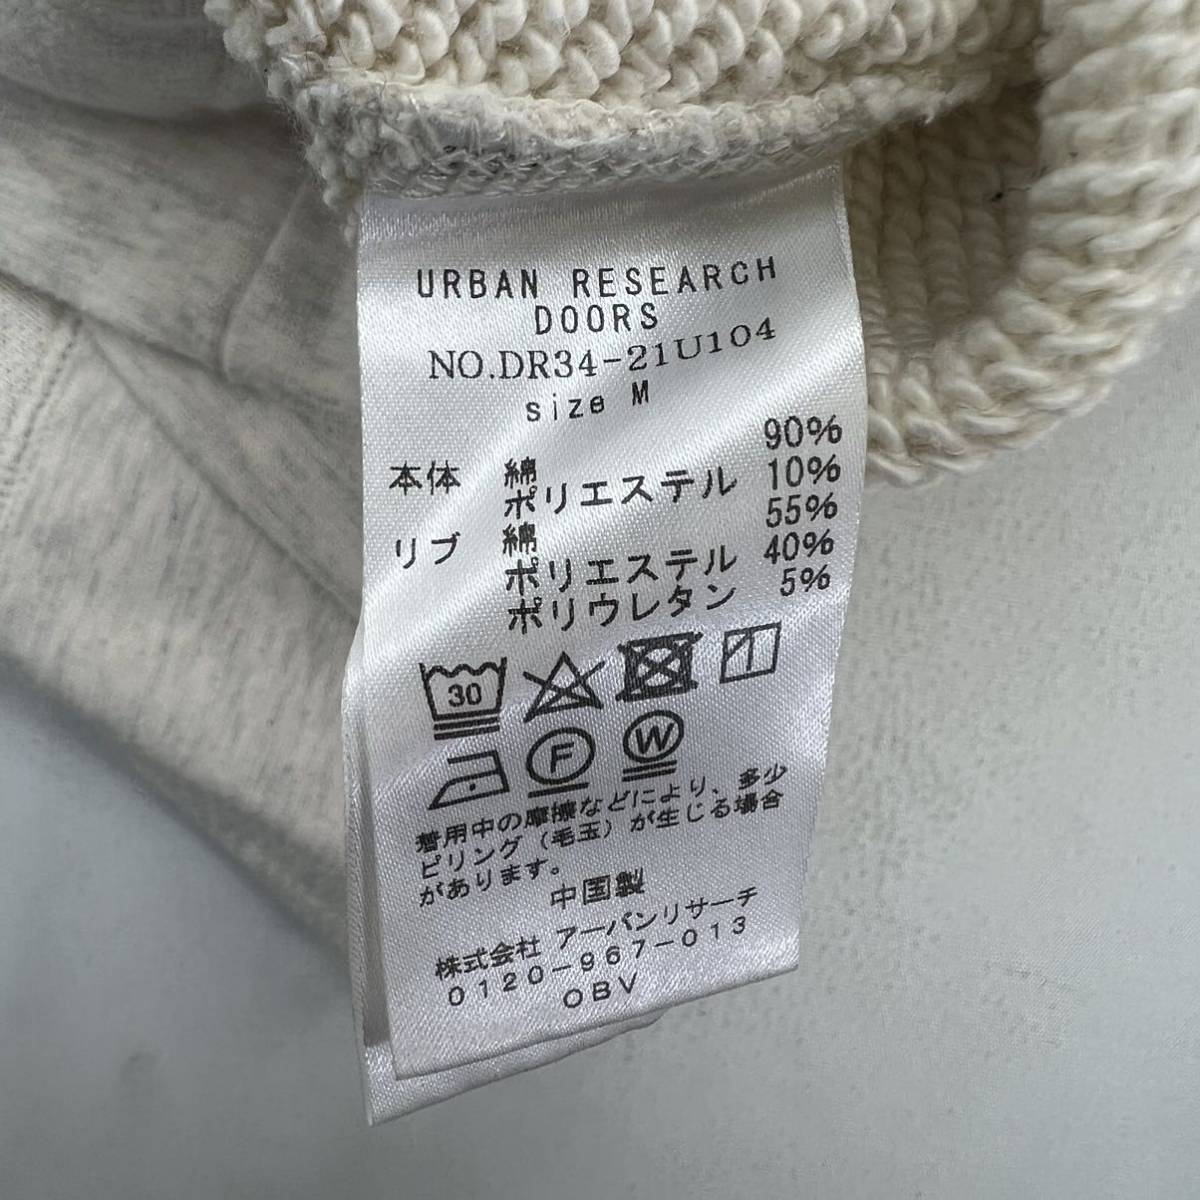 URBAN RESEARCH
DOORS
NO.DR34-21U104
size M
本体 綿 90%
ポリエステル 10%
リブ 綿 55%
ポリエステル 40%
ポリウレタン 5%
30
F W
着用中の摩擦などにより、多少
ピリング(毛玉)が生じる場合
があります。
中国製
株式会社 アーバンリサーチ
0120-967-013
OBV